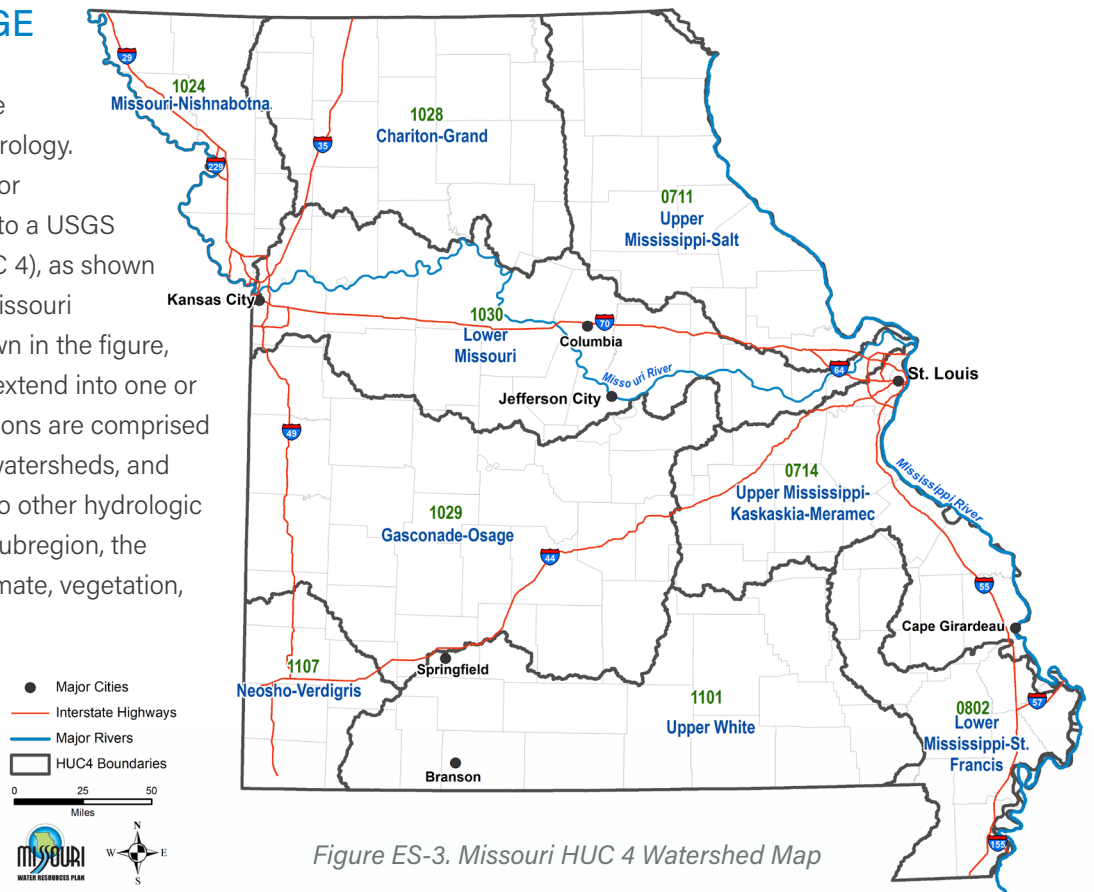 GE
e
rology.
or
to a USGS
C 4), as shown
issouri
wn in the figure,
extend into one or
ions are comprised
watersheds, and
o other hydrologic
ubregion, the
mate, vegetation,
29
1024
Missouri-Nishnabotna
229
35
1028
Chariton-Grand
0711
Upper
Mississippi-Salt
Kansas City
1030
Lower
Missouri
70
Columbia
64
St. Louis
Missouri River
Jefferson City
49
1029
Gasconade-Osage
44
0714
Upper Mississippi-
Kaskaskia-Meramec
Mississippi River
55
Cape Girardeau
1107
Neosho-Verdigris
Springfield
1101
Upper White
Branson
57
0802
Lower
Mississippi-St.
Francis
155
Major Cities
Interstate Highways
Major Rivers
HUC4 Boundaries
0 25 50
Miles
MISSOURI
WATER RESOURCES PLAN
N
W E
S
Figure ES-3. Missouri HUC 4 Watershed Map